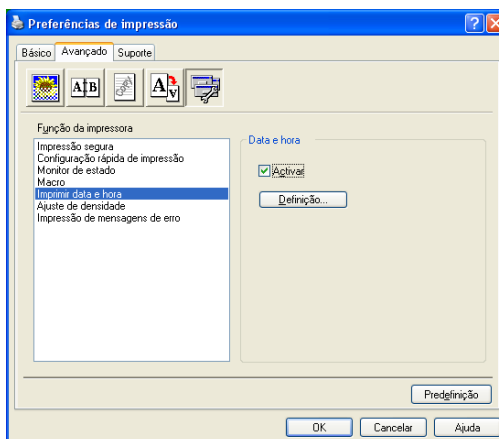 Preferências de impressão
Básico Avançado Suporte
A B
A A
Função da impressora
Impressão segura
Configuração rápida de impressão
Monitor de estado
Macro
Imprimir data e hora
Ajuste de densidade
Impressão de mensagens de erro
Data e hora
Activar
Definição...
Predefinição
OK Cancelar Ajuda